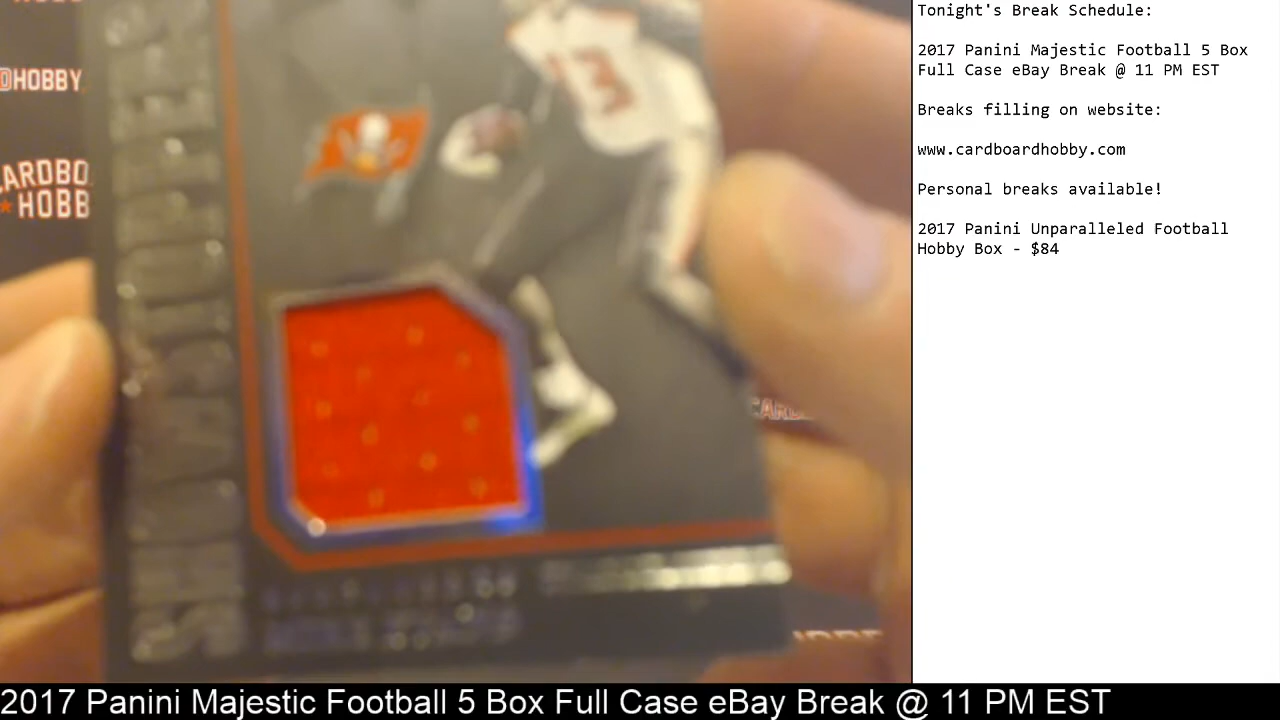 DHOBBY
ARDBO
HOBB
Tonight's Break Schedule:
2017 Panini Majestic Football 5 Box
Full Case eBay Break @ 11 PM EST
Breaks filling on website:
www.cardboardhobby.com
Personal breaks available!
2017 Panini Unparalleled Football
Hobby Box - $84
2017 Panini Majestic Football 5 Box Full Case eBay Break @ 11 PM EST